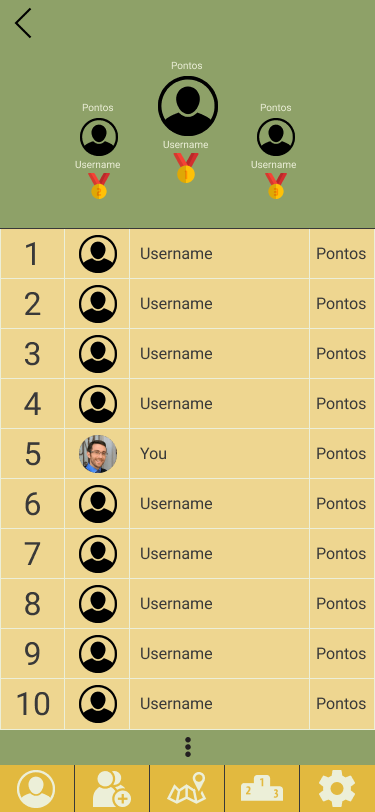 Pontos
Pontos
Pontos
Username
Username
Username
1 Username Pontos
2 Username Pontos
3 Username Pontos
4 Username Pontos
5 You Pontos
6 Username Pontos
7 Username Pontos
8 Username Pontos
9 Username Pontos
10 Username Pontos
2 1 3